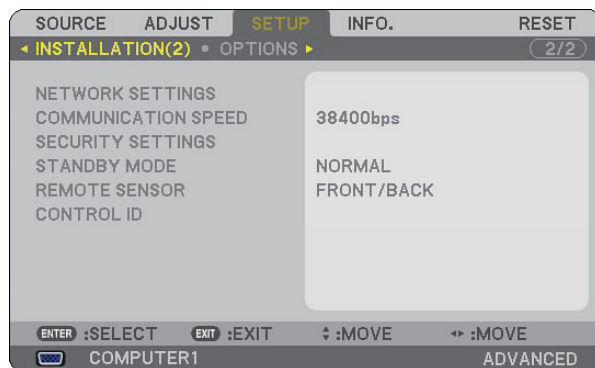 SOURCE ADJUST SETUP INFO. RESET
INSTALLATION(2) • OPTIONS 2/2
NETWORK SETTINGS
COMMUNICATION SPEED 38400bps
SECURITY SETTINGS
STANDBY MODE NORMAL
REMOTE SENSOR FRONT/BACK
CONTROL ID
ENTER :SELECT EXIT :EXIT :MOVE :MOVE
COMPUTER1 ADVANCED